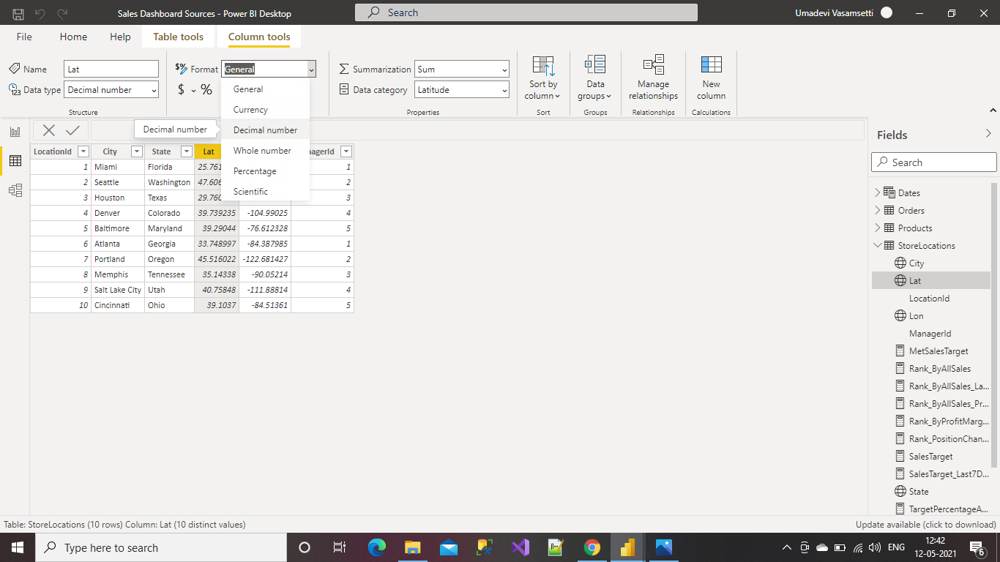 Sales Dashboard Sources - Power BI Desktop
Search
Umadevi Vasamsetti
File Home Help Table tools Column tools
Name Lat
Format General
Summarization Sum
Data type Decimal number
$ %
Data category Latitude
Sort by column
Data groups
Manage relationships
New column
Structure
Properties
Sort
Groups
Relationships
Calculations
General
Currency
Decimal number
Whole number
Percentage
Scientific
Decimal number
LocationId City State Lat nagerId
1 Miami Florida 25.761 1
2 Seattle Washington 47.606 2
3 Houston Texas 29.760 3
4 Denver Colorado 39.739235 -104.99025 4
5 Baltimore Maryland 39.29044 -76.612328 5
6 Atlanta Georgia 33.748997 -84.387985 1
7 Portland Oregon 45.516022 -122.681427 2
8 Memphis Tennessee 35.14338 -90.05214 3
9 Salt Lake City Utah 40.75848 -111.88814 4
10 Cincinnati Ohio 39.1037 -84.51361 5
Fields
Search
Dates
Orders
Products
StoreLocations
City
Lat
LocationId
Lon
ManagerId
MetSalesTarget
Rank_ByAllSales
Rank_ByAllSales_La...
Rank_ByAllSales_Pr...
Rank_ByProfitMarg...
Rank_PositionChan...
SalesTarget
SalesTarget_Last7D...
State
TargetPercentageA...
Table: StoreLocations (10 rows) Column: Lat (10 distinct values)
Update available (click to download)
Type here to search
ENG
12:42
12-05-2021
6